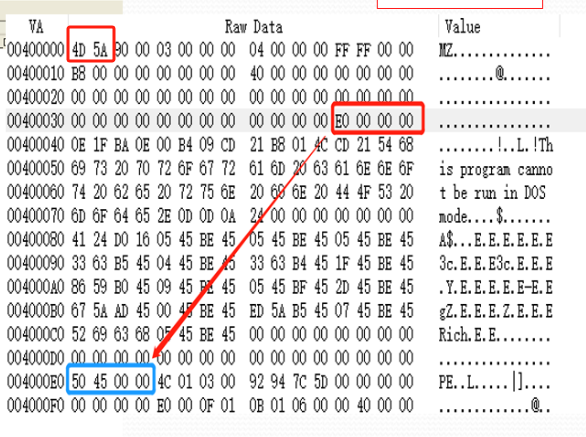 VA Raw Data Value
00400000 4D 5A 90 00 03 00 00 00 04 00 00 00 FF FF 00 00 MZ..............
00400010 B8 00 00 00 00 00 00 00 40 00 00 00 00 00 00 00 ........@.......
00400020 00 00 00 00 00 00 00 00 00 00 00 00 00 00 00 00 ................
00400030 00 00 00 00 00 00 00 00 00 00 00 00 E0 00 00 00 ................
00400040 0E 1F BA 0E 00 B4 09 CD 21 B8 01 4C CD 21 54 68 ........!..L.!Th
00400050 69 73 20 70 72 6F 67 72 61 6D 20 63 61 6E 6E 6F is program canno
00400060 74 20 62 65 20 72 75 6E 20 69 6E 20 44 4F 53 20 t be run in DOS
00400070 6D 6F 64 65 2E 0D 0D 0A 24 00 00 00 00 00 00 00 mode....$.......
00400080 41 24 D0 16 05 45 BE 45 05 45 BE 45 05 45 BE 45 A$...E.E.E.E.E.E
00400090 33 63 B5 45 04 45 BE 45 33 63 B4 45 1F 45 BE 45 3c.E.E.E3c.E.E.E
004000A0 86 59 B0 45 09 45 BE 45 05 45 BF 45 2D 45 BE 45 .Y.E.E.E.E.E-E.E
004000B0 67 5A AD 45 00 45 BE 45 ED 5A B5 45 07 45 BE 45 gZ.E.E.E.Z.E.E.E
004000C0 52 69 63 68 05 45 BE 45 00 00 00 00 00 00 00 00 Rich.E.E........
004000D0 00 00 00 00 00 00 00 00 00 00 00 00 00 00 00 00 ................
004000E0 50 45 00 00 4C 01 03 00 92 94 7C 5D 00 00 00 00 PE..L.....|]....
004000F0 00 00 00 00 E0 00 0F 01 0B 01 06 00 00 40 00 00 .............@..